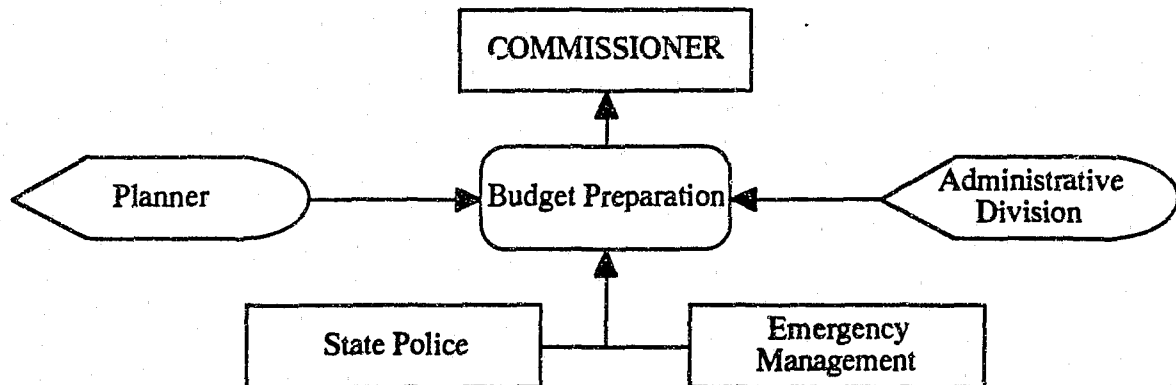 COMMISSIONER
Planner
Budget Preparation
Administrative
Division
State Police
Emergency
Management